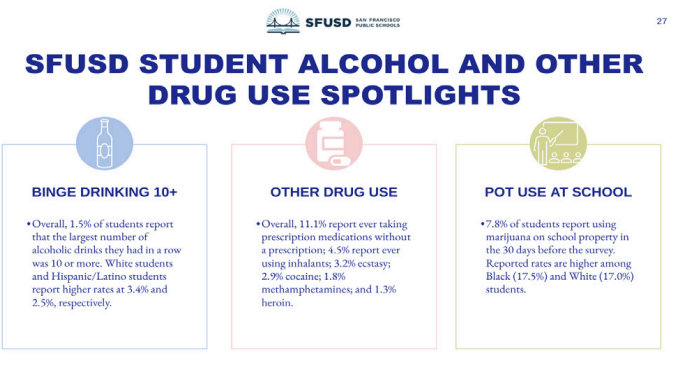 SFUSD SAN FRANCISCO
PUBLIC SCHOOLS
27
SFUSD STUDENT ALCOHOL AND OTHER
DRUG USE SPOTLIGHTS
BINGE DRINKING 10+
•Overall, 1.5% of students report
that the largest number of
alcoholic drinks they had in a row
was 10 or more. White students
and Hispanic/Latino students
report higher rates at 3.4% and
2.5%, respectively.
OTHER DRUG USE
•Overall, 11.1% report ever taking
prescription medications without
a prescription; 4.5% report ever
using inhalants; 3.2% ecstasy;
2.9% cocaine; 1.8%
methamphetamines; and 1.3%
heroin.
POT USE AT SCHOOL
•7.8% of students report using
marijuana on school property in
the 30 days before the survey.
Reported rates are higher among
Black (17.5%) and White (17.0%)
students.